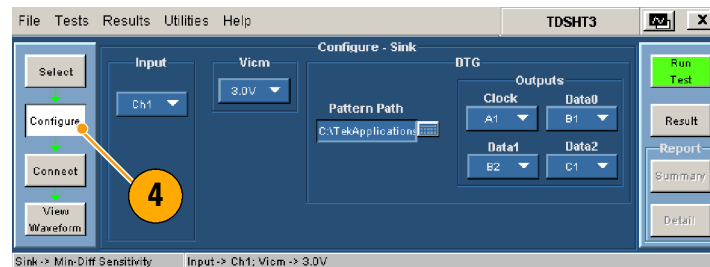 File Tests Results Utilities Help TDSHT3
Configure - Sink
Select
Configure
Connect
View
Waveform
4
Input
Ch1
Vicm
3.0V
DTG
Pattern Path
C:\TekApplications
Outputs
Clock Data0
A1 B1
Data1 Data2
B2 C1
Run
Test
Result
Report
Summary
Detail
Sink-> Min-Diff Sensitivity Input-> Ch1; Vicm-> 3.0V